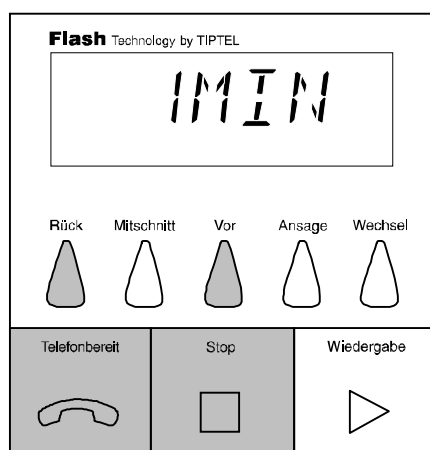 Flash Technology by TIPTEL
1MIN
Rück Mitschnitt Vor Ansage Wechsel
Telefonbereit Stop Wiedergabe